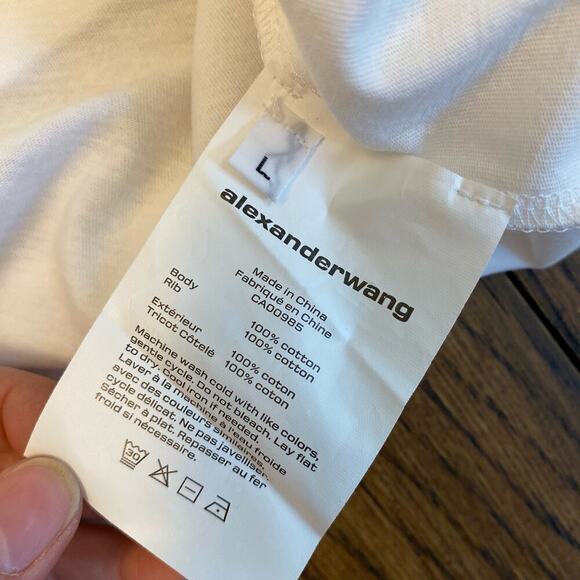 L
alexanderwang
Made in China
Fabriqué en Chine
CA00985
Body 100% cotton
Rib 100% cotton
Extérieur 100% coton
Tricot Côtelé 100% coton
Machine wash cold with like colors,
gentle cycle. Do not bleach. Lay flat
to dry, cool iron if needed.
Laver à la machine à l'eau froide
avec des couleurs similaires,
cycle délicat. Ne pas javelliser.
Sécher à plat. Repasser au fer
froid si nécessaire.
30